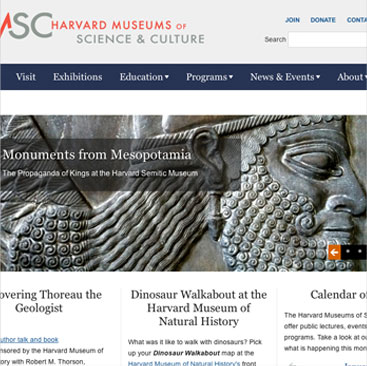 ASC HARVARD MUSEUMS OF
SCIENCE & CULTURE
JOIN DONATE
Search
Visit Exhibitions Education Programs News & Events About
Monuments from Mesopotamia
The Propaganda of Kings at the Harvard Semitic Museum
overing Thoreau the
Geologist
uthor talk and book
nsored by the Harvard Museum of
ory with Robert M. Thorson,
Dinosaur Walkabout at the
Harvard Museum of
Natural History
What was it like to walk with dinosaurs? Pick
up your Dinosaur Walkabout map at the
Harvard Museum of Natural History's front
Calendar of
The Harvard Museums of S
offer public lectures, events
programs. Take a look at ou
what is happening this mon